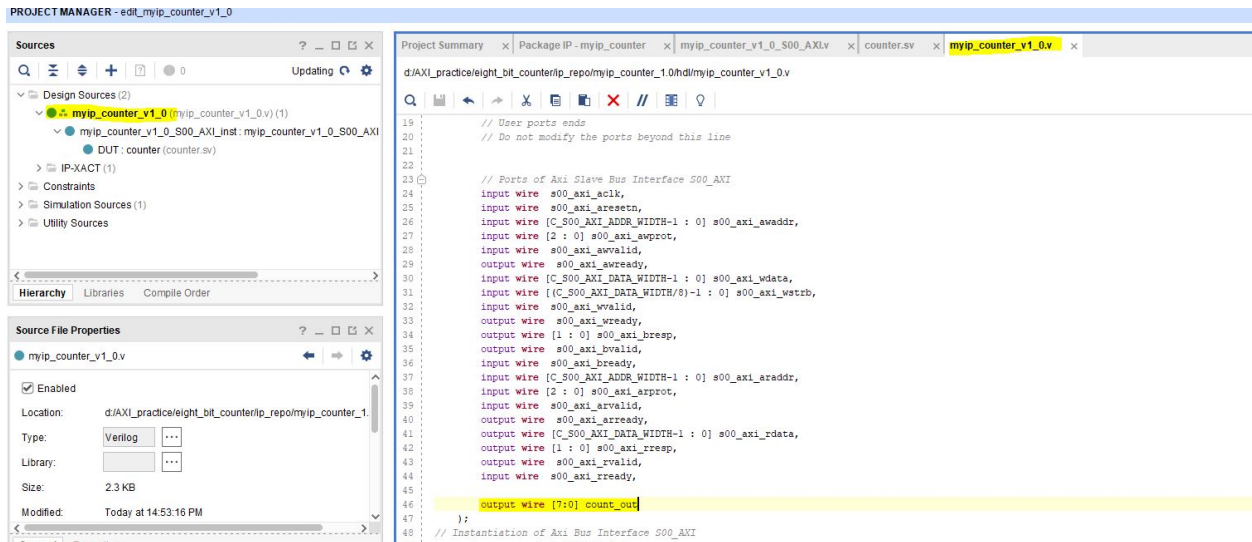 PROJECT MANAGER - edit_myip_counter_v1_0
Sources
0
Updating
Design Sources (2)
myip_counter_v1_0 (myip_counter_v1_0.v) (1)
myip_counter_v1_0_S00_AXI_inst : myip_counter_v1_0_S00_AXI
DUT : counter (counter.sv)
IP-XACT (1)
Constraints
Simulation Sources (1)
Utility Sources
Hierarchy Libraries Compile Order
Source File Properties
myip_counter_v1_0.v
Enabled
Location: d:/AXI_practice/eight_bit_counter/ip_repo/myip_counter_1.
Type: Verilog
Library:
Size: 2.3 KB
Modified: Today at 14:53:16 PM
Project Summary Package IP - myip_counter myip_counter_v1_0_S00_AXI.v counter.sv myip_counter_v1_0.v
d:/AXI_practice/eight_bit_counter/ip_repo/myip_counter_1.0/hdl/myip_counter_v1_0.v
19 // User ports ends
20 // Do not modify the ports beyond this line
21
22
23 // Ports of Axi Slave Bus Interface S00_AXI
24 input wire s00_axi_aclk,
25 input wire s00_axi_aresetn,
26 input wire [C_S00_AXI_ADDR_WIDTH-1 : 0] s00_axi_awaddr,
27 input wire [2 : 0] s00_axi_awprot,
28 input wire s00_axi_awvalid,
29 output wire s00_axi_awready,
30 input wire [C_S00_AXI_DATA_WIDTH-1 : 0] s00_axi_wdata,
31 input wire [(C_S00_AXI_DATA_WIDTH/8)-1 : 0] s00_axi_wstrb,
32 input wire s00_axi_wvalid,
33 output wire s00_axi_wready,
34 output wire [1 : 0] s00_axi_bresp,
35 output wire s00_axi_bvalid,
36 input wire s00_axi_bready,
37 input wire [C_S00_AXI_ADDR_WIDTH-1 : 0] s00_axi_araddr,
38 input wire [2 : 0] s00_axi_arprot,
39 input wire s00_axi_arvalid,
40 output wire s00_axi_arready,
41 output wire [C_S00_AXI_DATA_WIDTH-1 : 0] s00_axi_rdata,
42 output wire [1 : 0] s00_axi_rresp,
43 output wire s00_axi_rvalid,
44 input wire s00_axi_rready,
45
46 output wire [7:0] count_out
47 );
48 // Instantiation of Axi Bus Interface S00_AXI